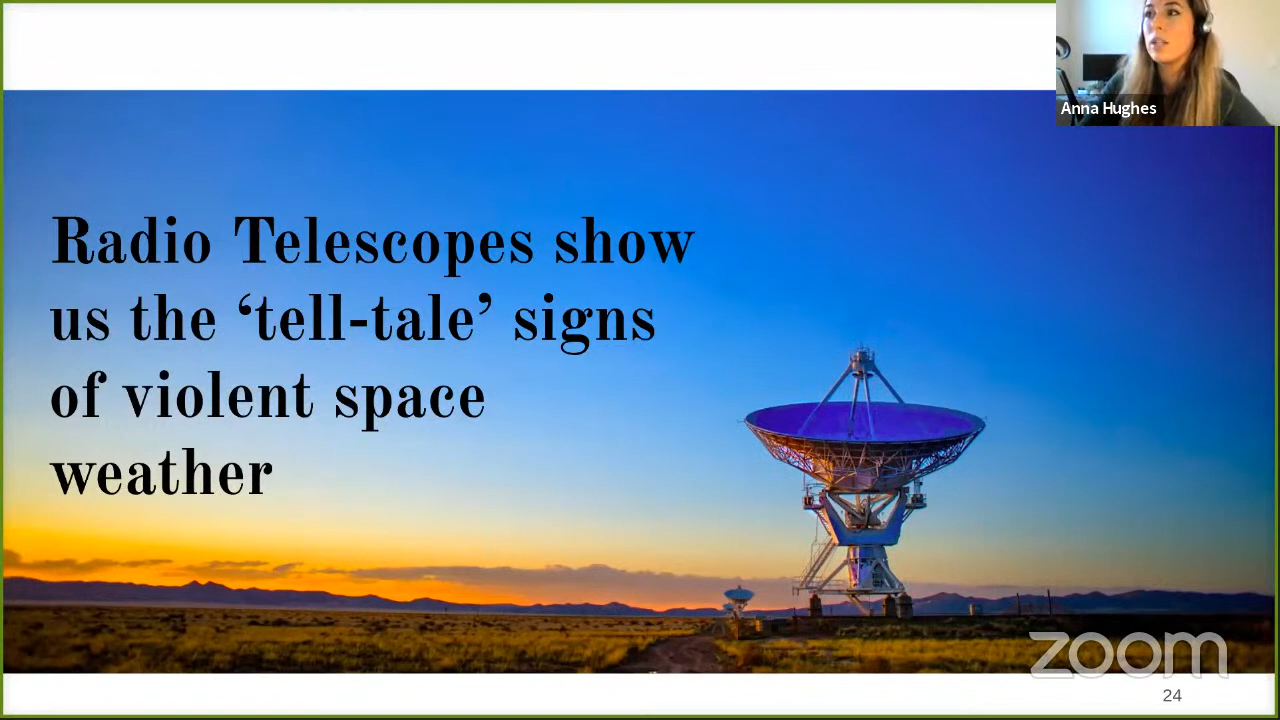 Anna Hughes
Radio Telescopes show
us the ‘tell-tale’ signs
of violent space
weather
zoom
24